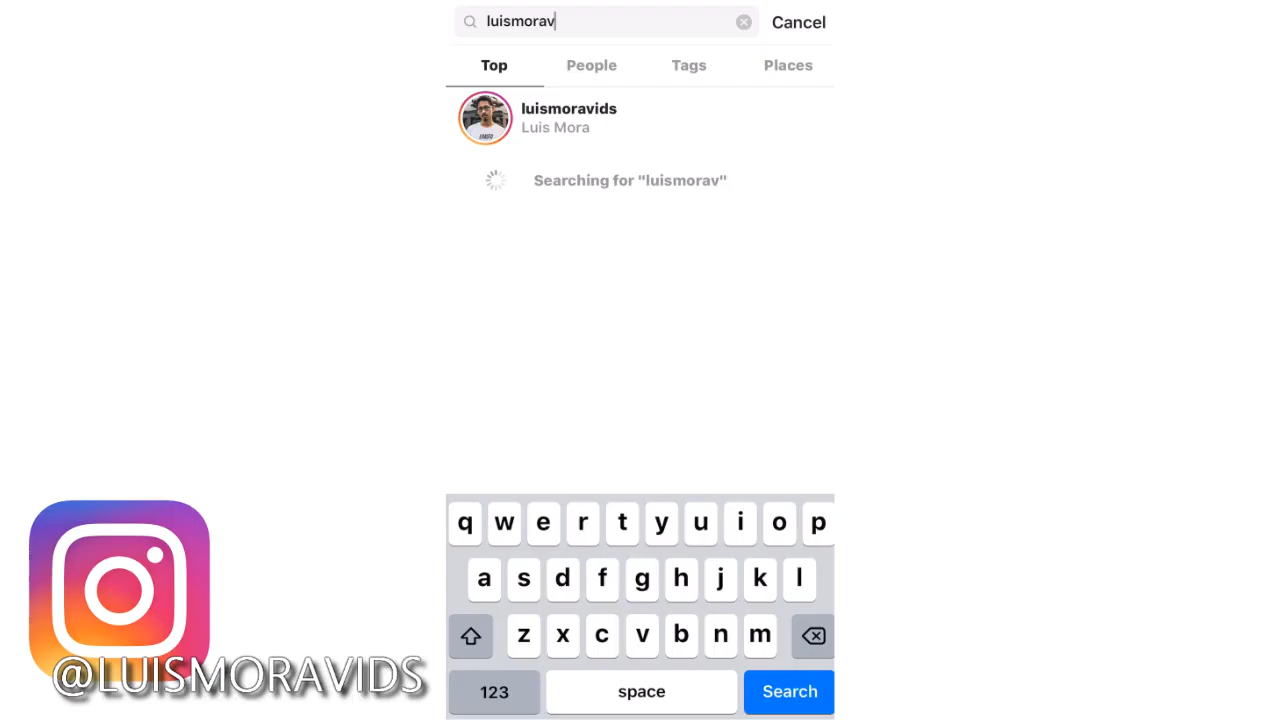 luismorav Cancel
Top People Tags Places
luismoravids
Luis Mora
Searching for "luismorav"
q w e r t y u i o p
a s d f g h j k l
z x c v b n m
123 space Search
@LUISMORAVIDS